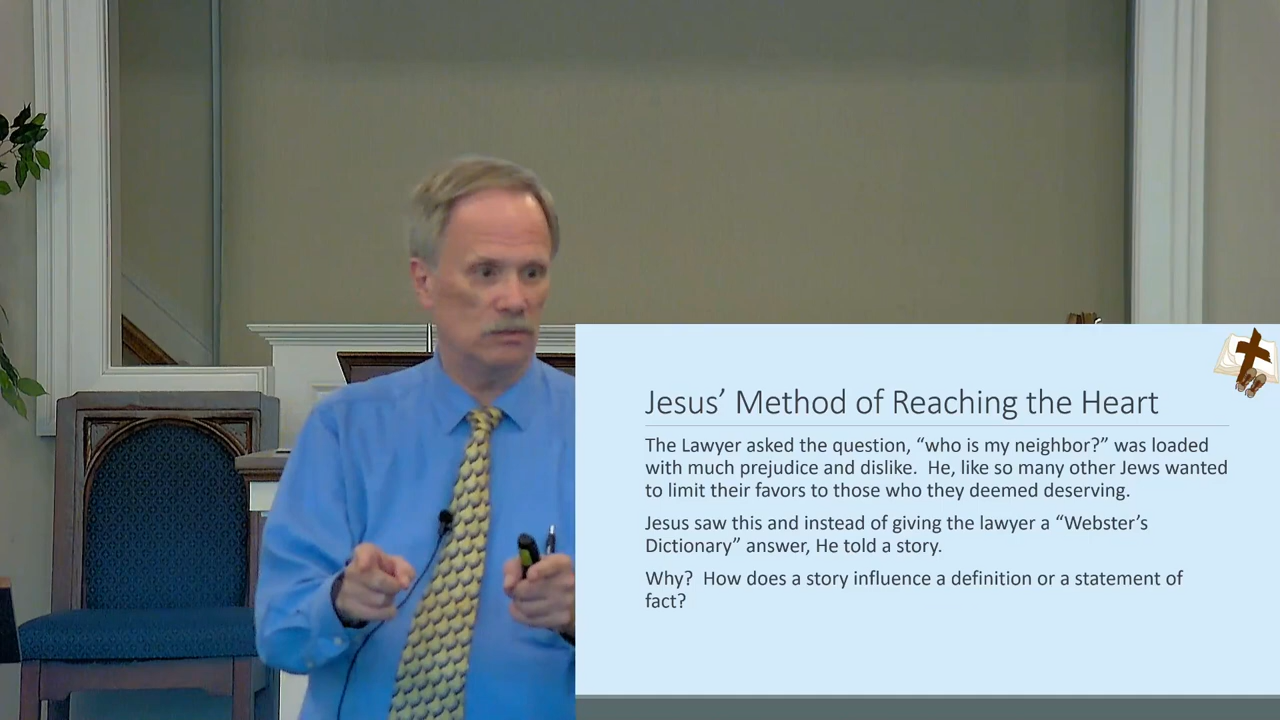 Jesus’ Method of Reaching the Heart
The Lawyer asked the question, “who is my neighbor?” was loaded
with much prejudice and dislike.  He, like so many other Jews wanted
to limit their favors to those who they deemed deserving.
Jesus saw this and instead of giving the lawyer a “Webster’s
Dictionary” answer, He told a story.
Why?  How does a story influence a definition or a statement of
fact?